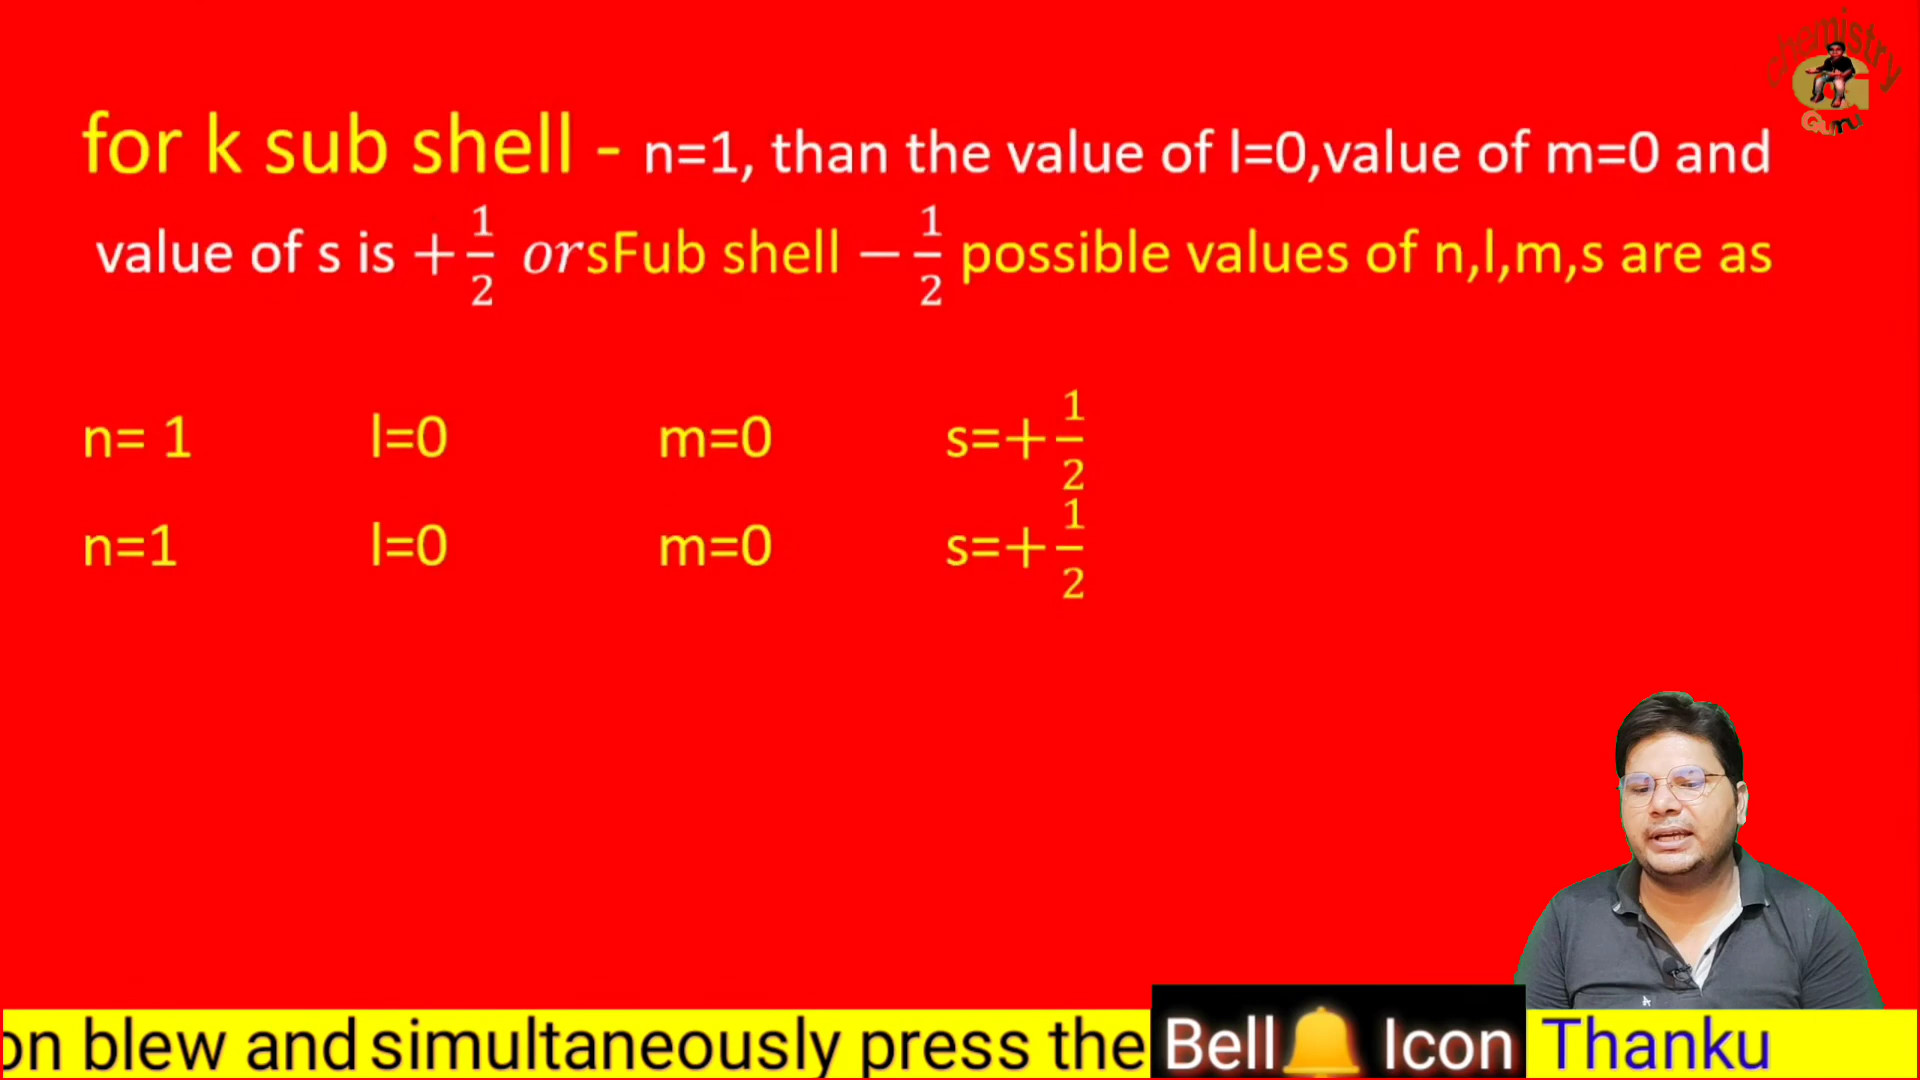 chemistry
Guru
for k sub shell - n=1, than the value of l=0,value of m=0 and
value of s is +1/2 orsFub shell −1/2 possible values of n,l,m,s are as
n= 1 l=0 m=0 s=+1/2
n=1 l=0 m=0 s=+1/2
on blew and simultaneously press the Bell🔔 Icon Thanku